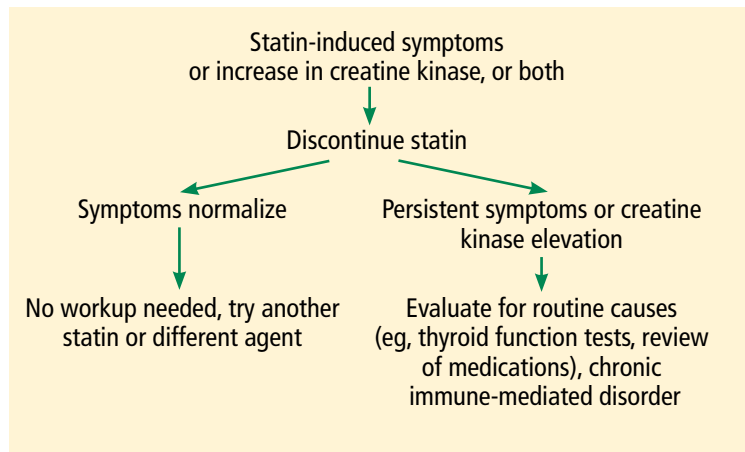 Statin-induced symptoms
or increase in creatine kinase, or both
Discontinue statin
Symptoms normalize
No workup needed, try another
statin or different agent
Persistent symptoms or creatine
kinase elevation
Evaluate for routine causes
(eg, thyroid function tests, review
of medications), chronic
immune-mediated disorder